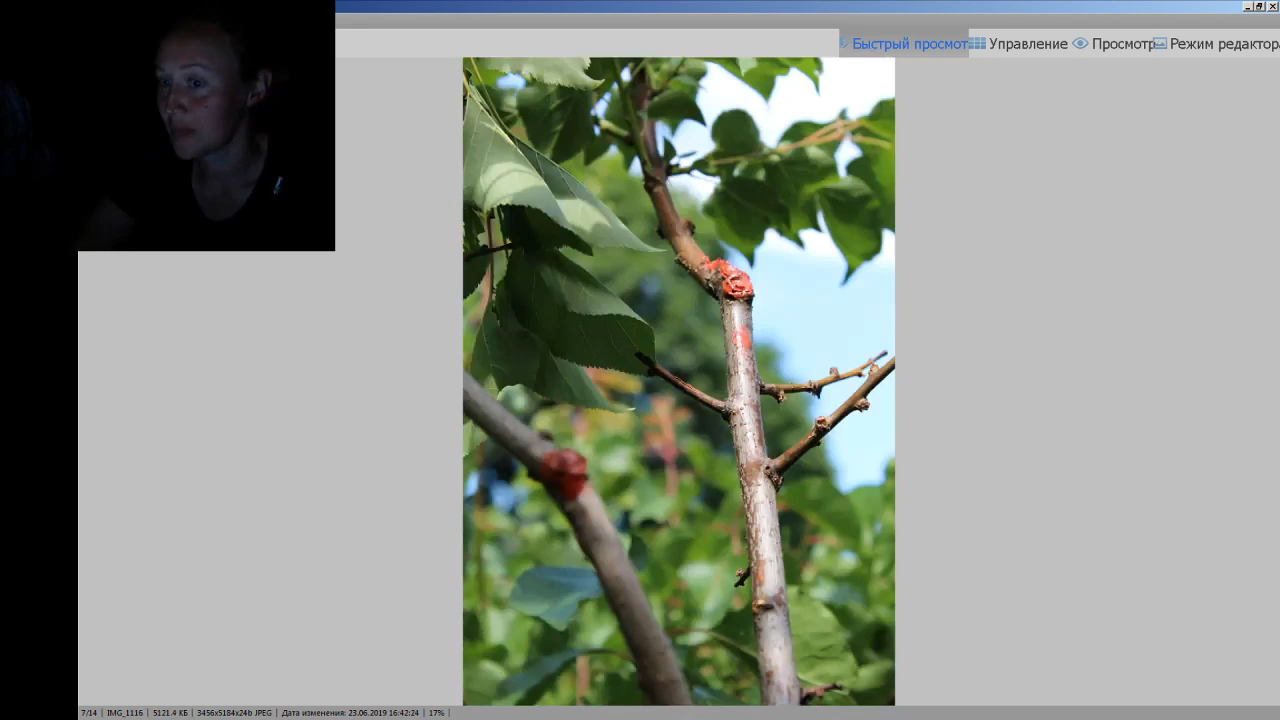 Быстрый просмот Управление Просмотр Режим редактор
7/14 IMG_1116 5121.4 КБ 3456x5184x24b JPEG Дата изменения: 23.06.2019 16:42:24 17%